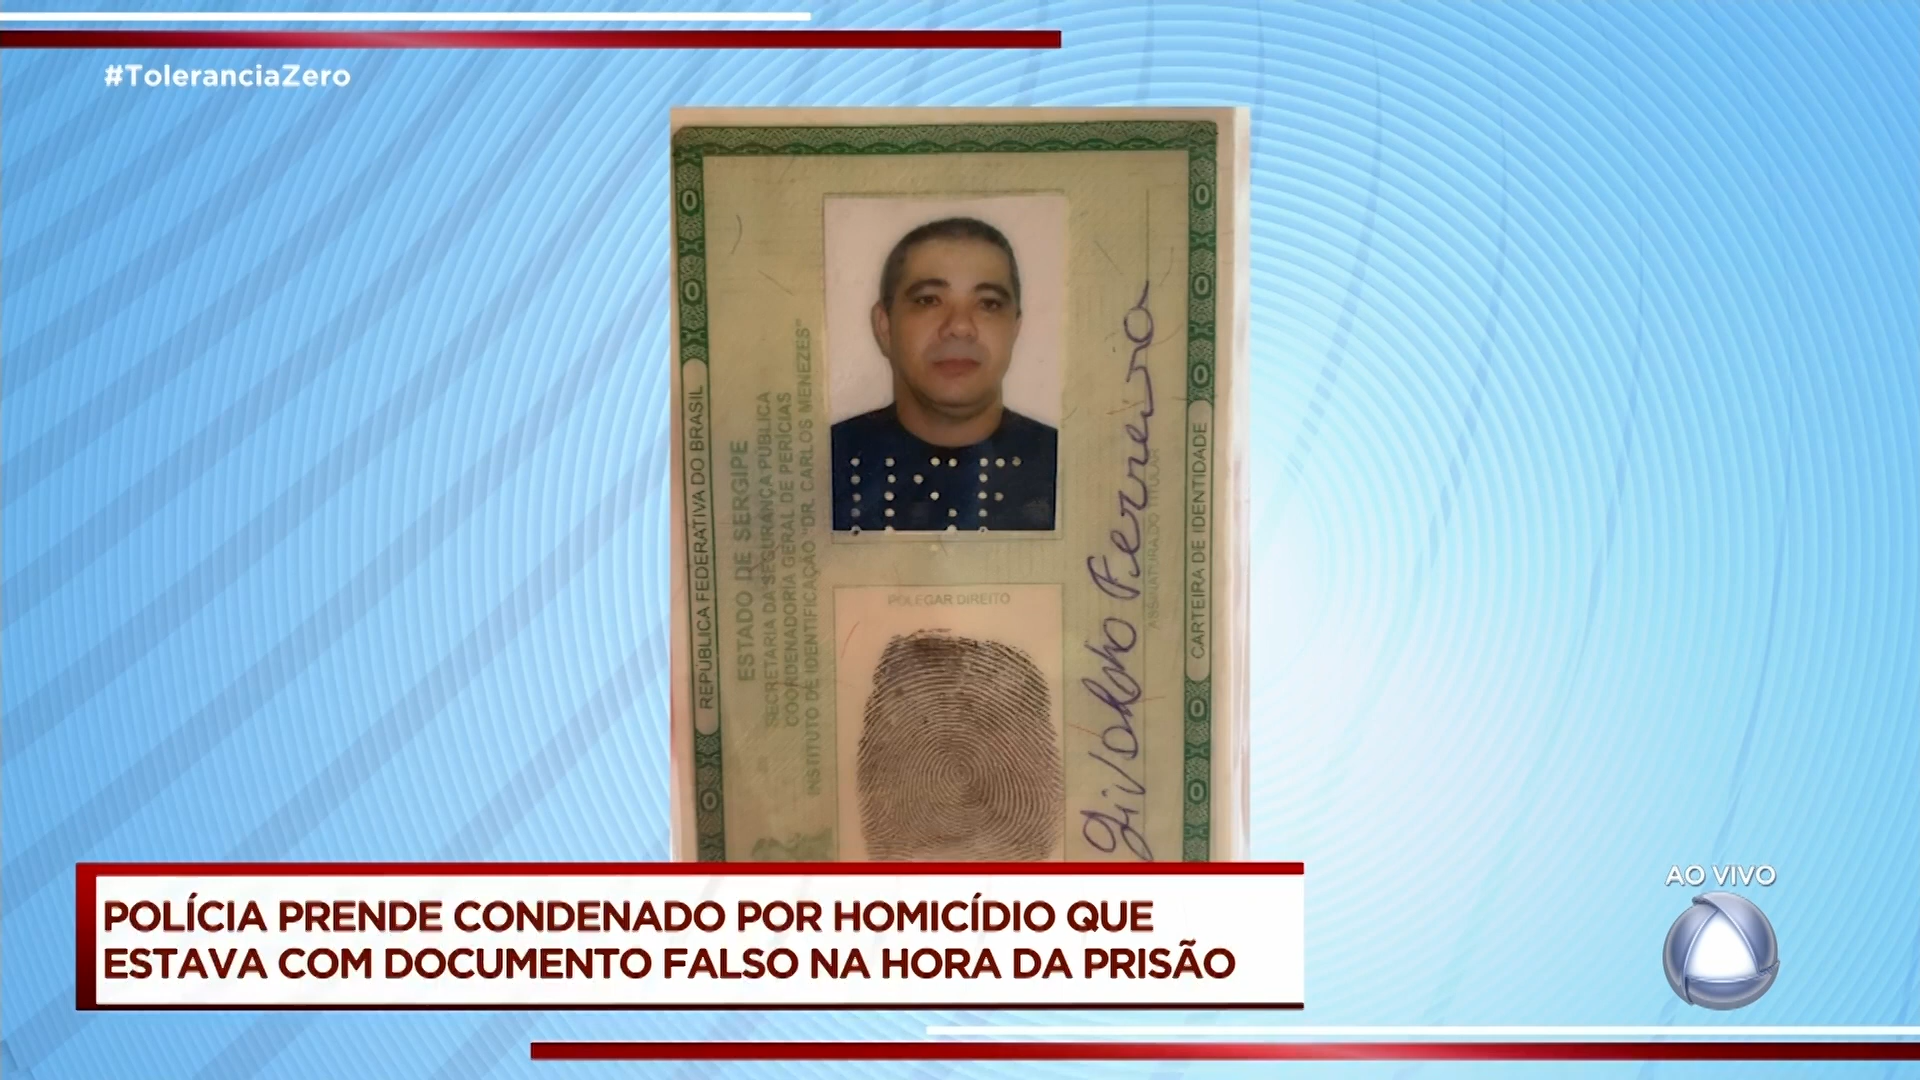 #ToleranciaZero
REPÚBLICA FEDERATIVA DO BRASIL
ESTADO DE SERGIPE
SECRETARIA DA SEGURANÇA PÚBLICA
COORDENADORIA GERAL DE PERÍCIAS
INSTITUTO DE IDENTIFICAÇÃO "DR. CARLOS MENEZES"
POLEGAR DIREITO
Ferreira
ASSINATURA DO TITULAR
CARTEIRA DE IDENTIDADE
POLÍCIA PRENDE CONDENADO POR HOMICÍDIO QUE
ESTAVA COM DOCUMENTO FALSO NA HORA DA PRISÃO
AO VIVO